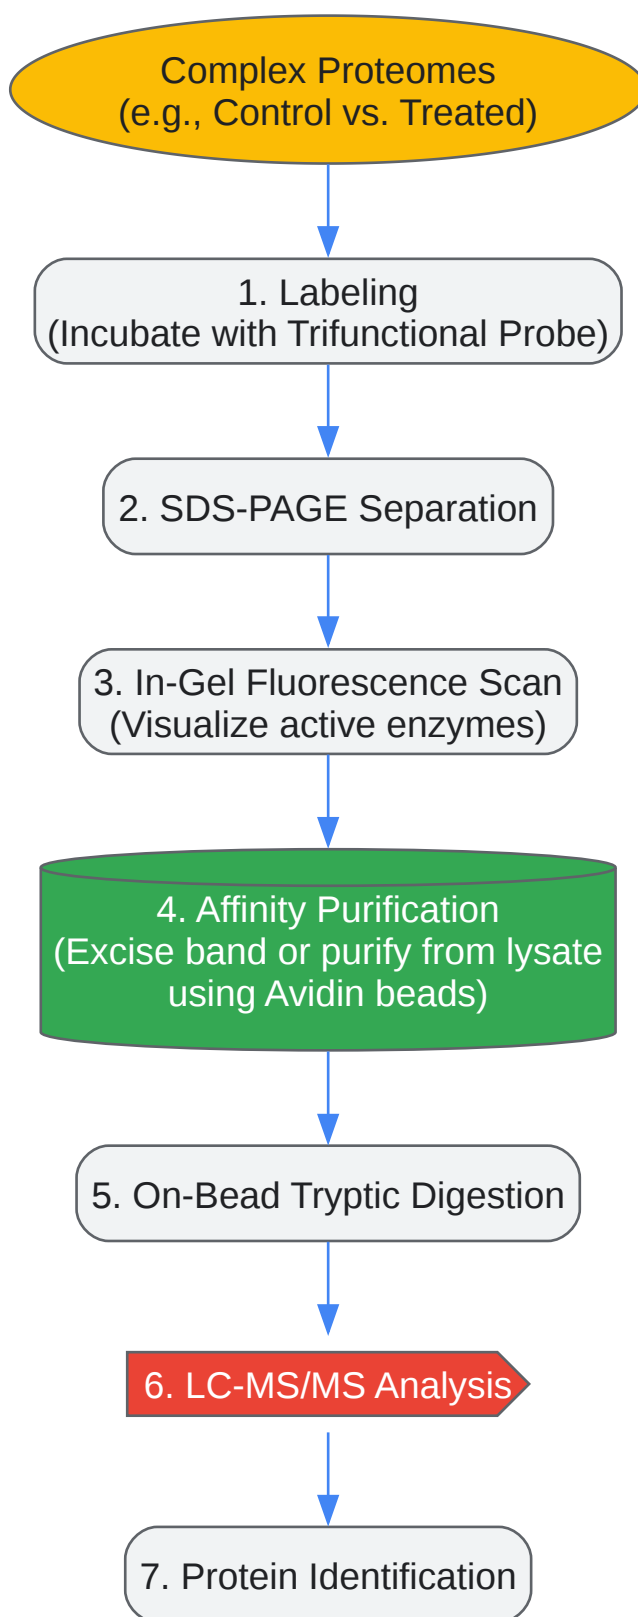 Complex Proteomes
(e.g., Control vs. Treated)
1. Labeling
(Incubate with Trifunctional Probe)
2. SDS-PAGE Separation
3. In-Gel Fluorescence Scan
(Visualize active enzymes)
4. Affinity Purification
(Excise band or purify from lysate
using Avidin beads)
5. On-Bead Tryptic Digestion
6. LC-MS/MS Analysis
7. Protein Identification